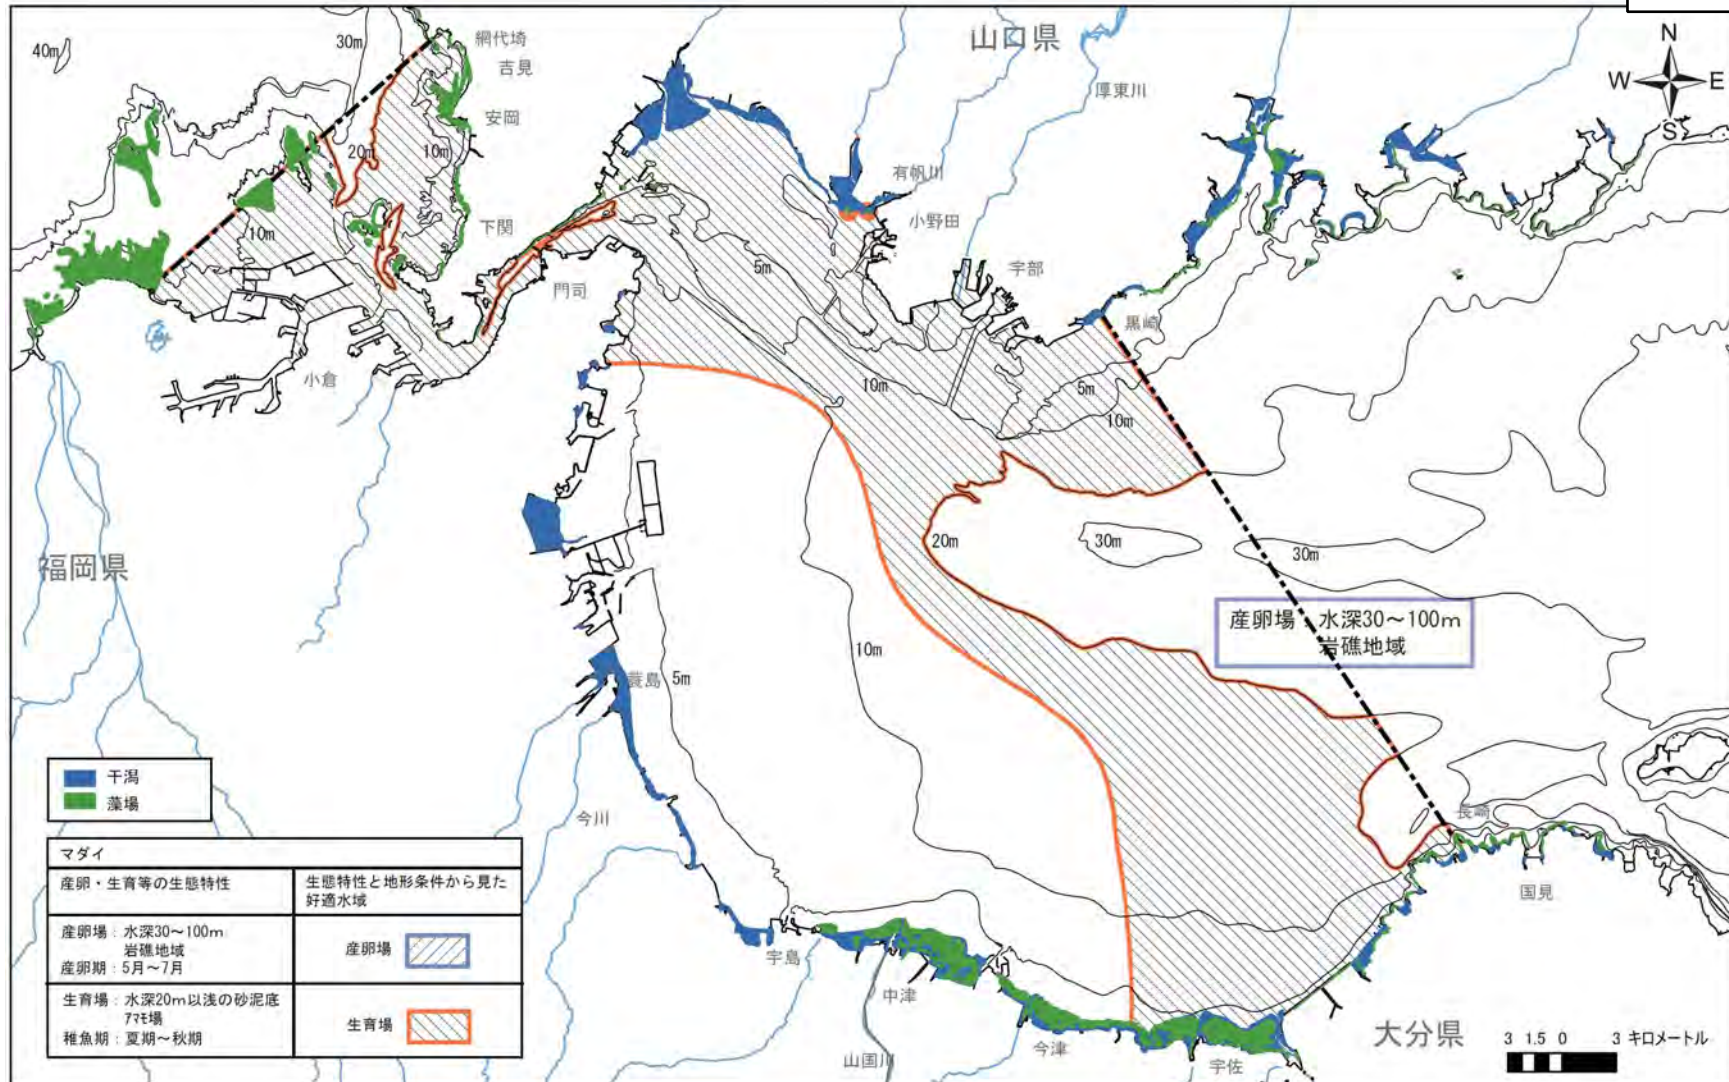 山口県
N
W E
S
40m
30m
網代埼
吉見
安岡
20m
10m
厚東川
有帆川
小野田
10m
下関
5m
宇部
門司
黒崎
小倉
10m
5m
10m
福岡県
20m
30m
30m
産卵場：水深30～100m
岩礁地域
10m
蓑島
5m
干潟
藻場
今川
長崎
国見
マダイ
産卵・生育等の生態特性
生態特性と地形条件から見た
好適水域
産卵場：水深30～100m
岩礁地域
産卵期：5月～7月
産卵場
生育場：水深20m以浅の砂泥底
ｱﾏﾓ場
稚魚期：夏期～秋期
生育場
宇島
中津
山国川
今津
宇佐
大分県
3 1.5 0 3 キロメートル